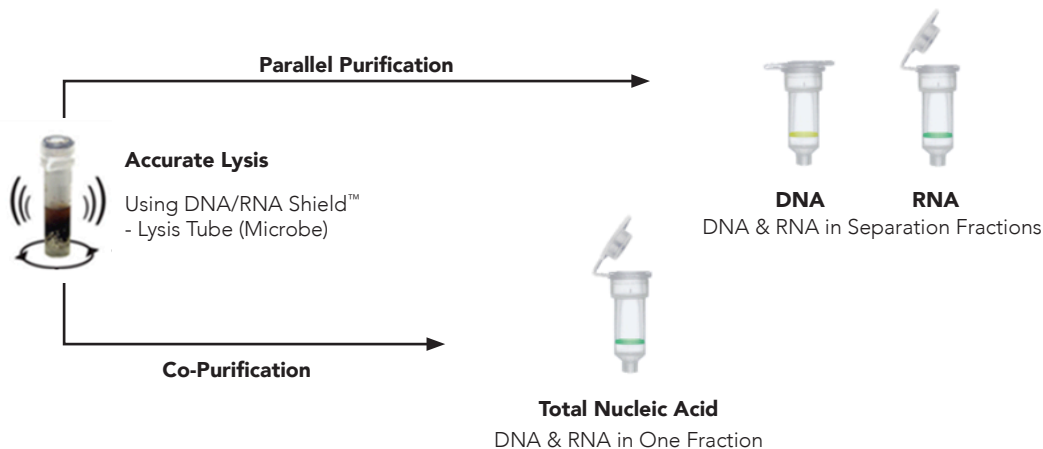 Parallel Purification
Accurate Lysis
Using DNA/RNA Shield™
- Lysis Tube (Microbe)
DNA
RNA
DNA & RNA in Separation Fractions
Co-Purification
Total Nucleic Acid
DNA & RNA in One Fraction